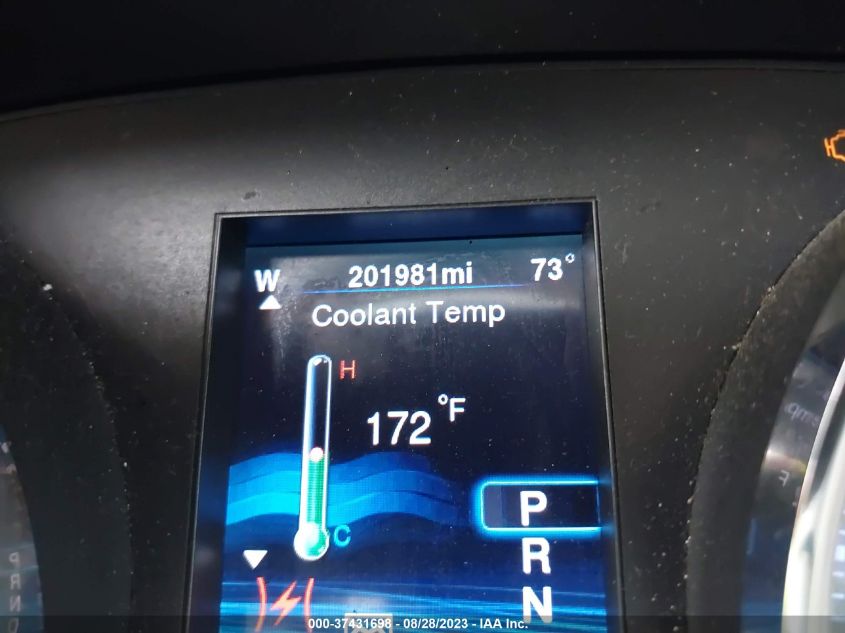 W 201981mi 73°
Coolant Temp
H
172 °F
C
P
R
N
P
R
N
F
000-37431698 - 08/28/2023 - IAA Inc.